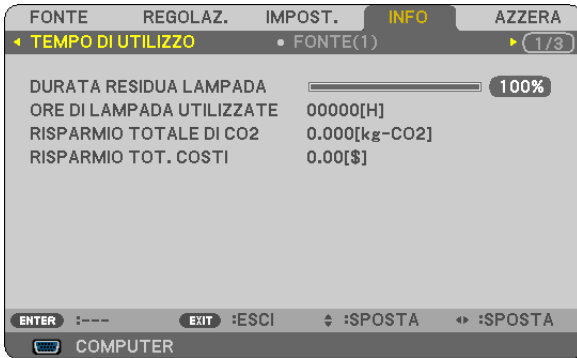 FONTE REGOLAZ. IMPOST. INFO AZZERA
TEMPO DI UTILIZZO • FONTE(1) 1/3
DURATA RESIDUA LAMPADA 100%
ORE DI LAMPADA UTILIZZATE 00000[H]
RISPARMIO TOTALE DI CO2 0.000[kg-CO2]
RISPARMIO TOT. COSTI 0.00[$]
ENTER :--- EXIT :ESCI :SPOSTA :SPOSTA
COMPUTER